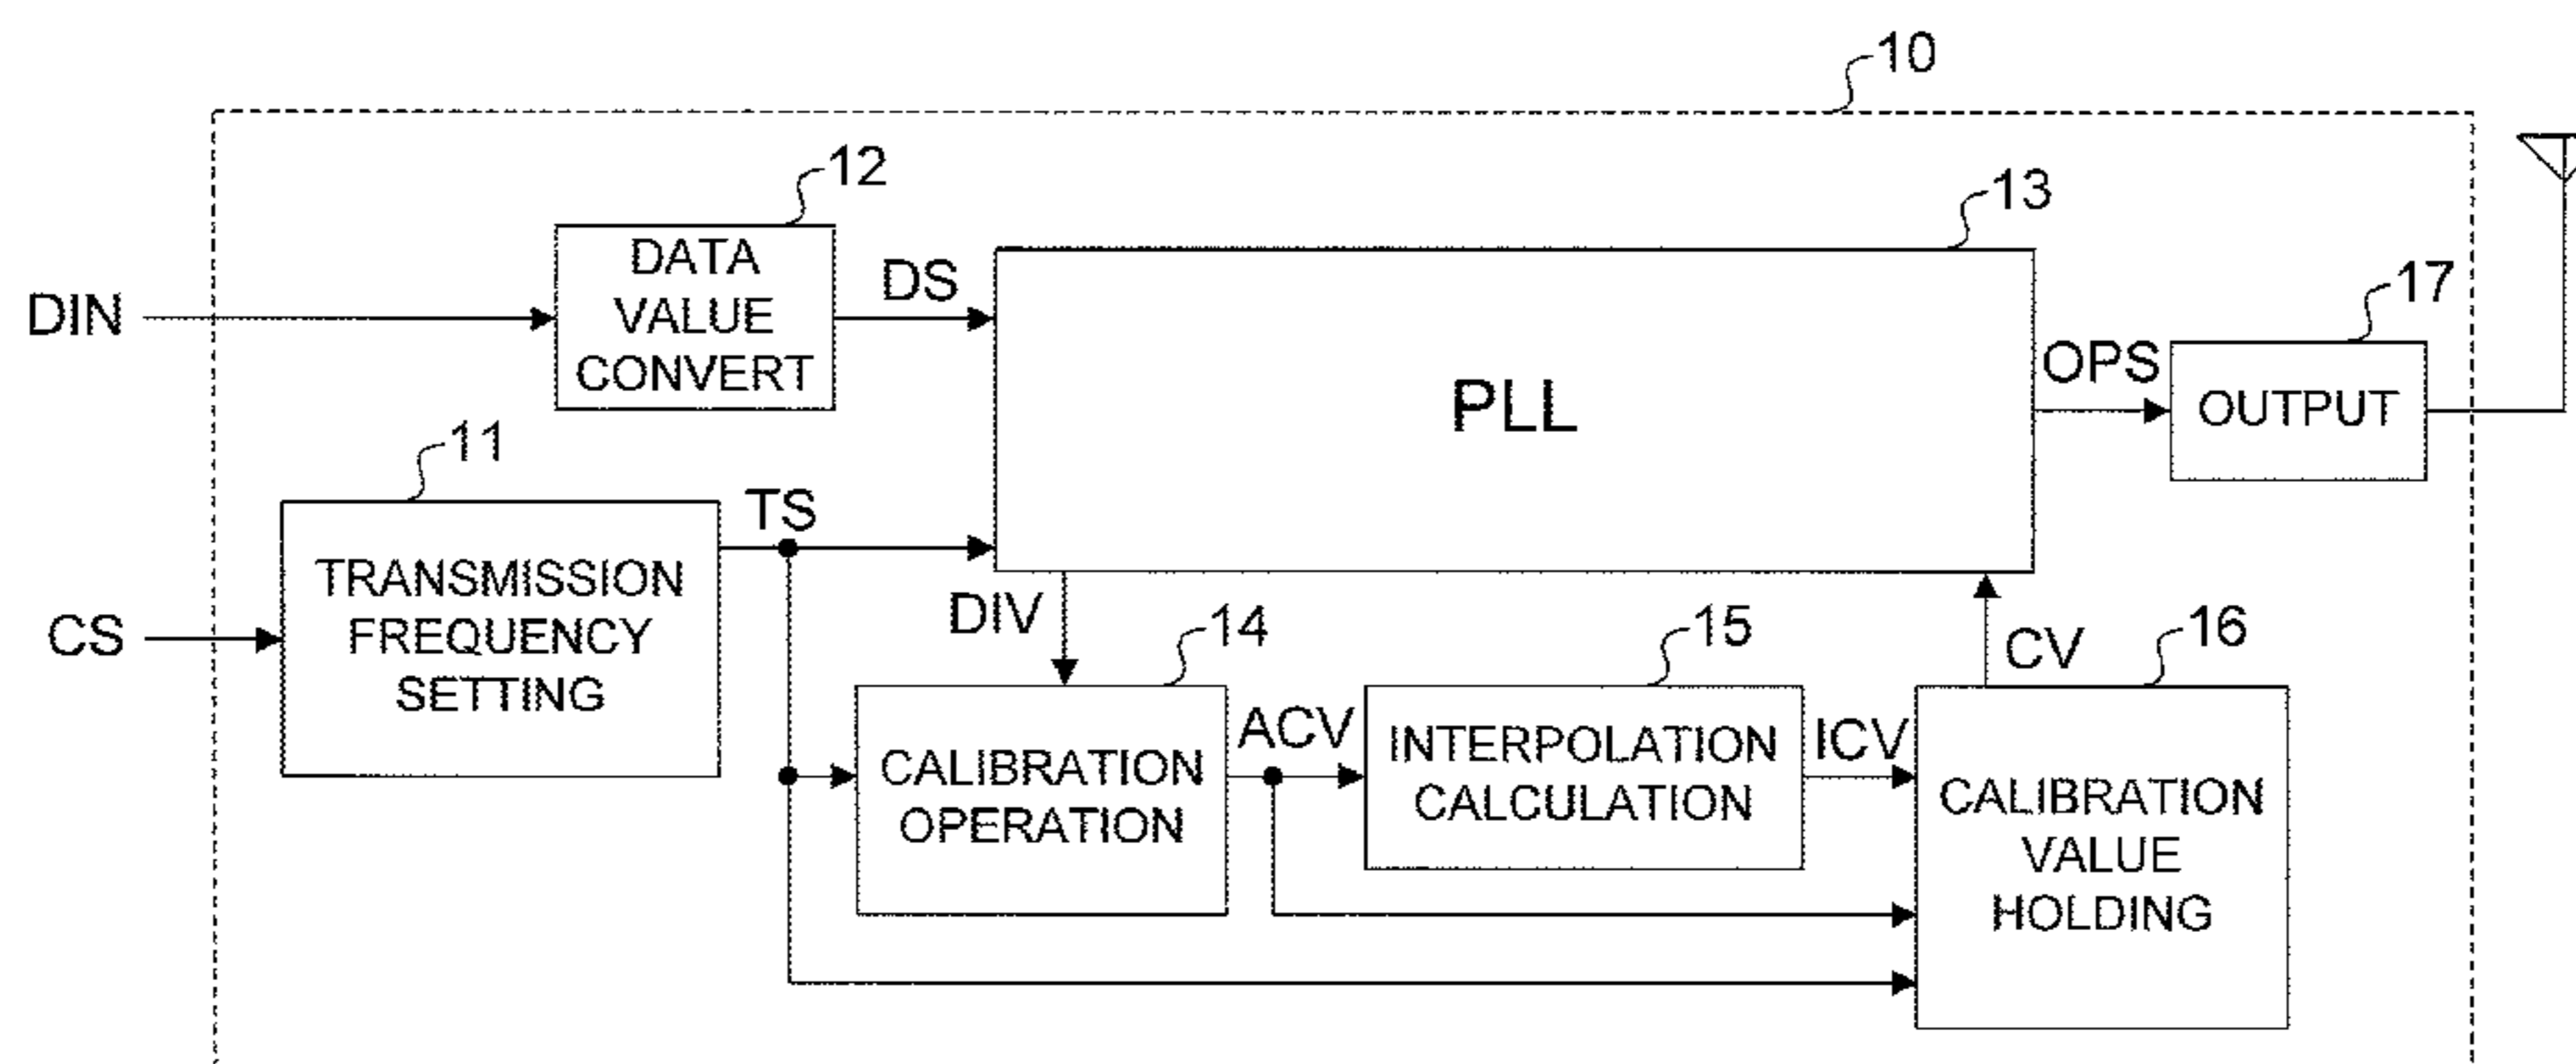 10
12
13
DATA
VALUE
CONVERT
DS
DIN
17
PLL
OPS
OUTPUT
11
TS
TRANSMISSION
FREQUENCY
SETTING
CS
DIV
14
15
16
CV
ACV
ICV
CALIBRATION
OPERATION
INTERPOLATION
CALCULATION
CALIBRATION
VALUE
HOLDING